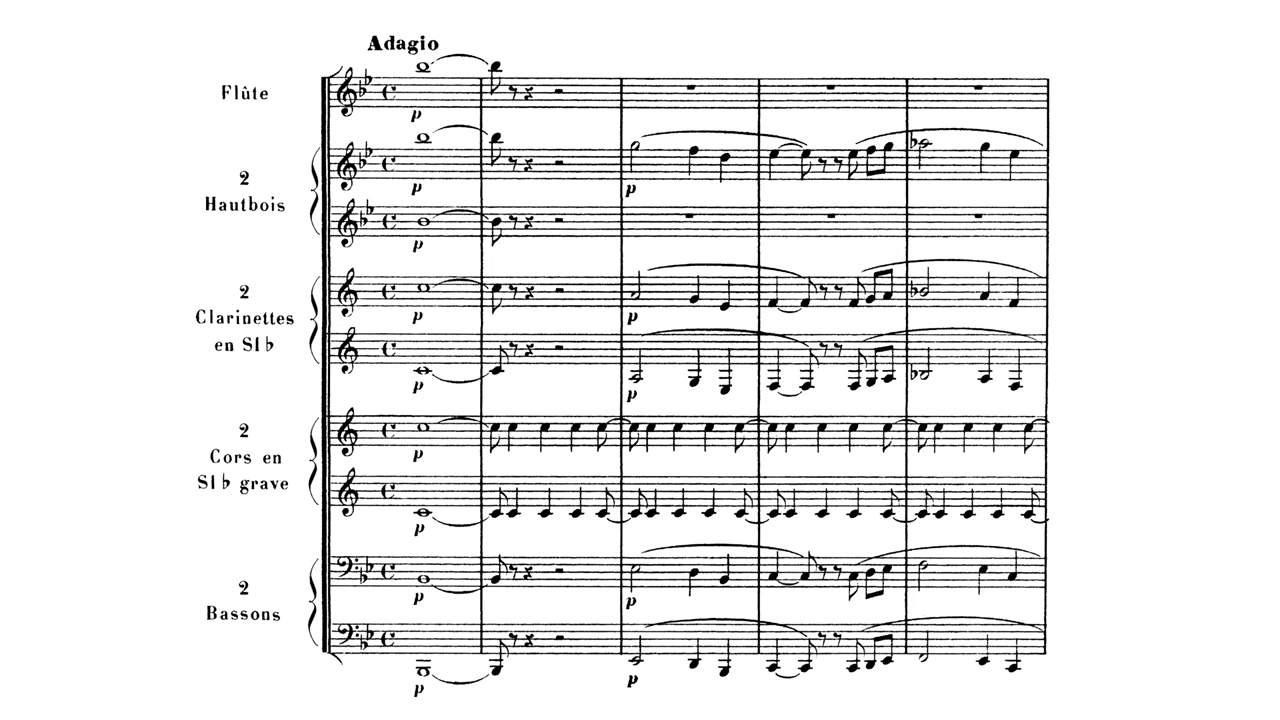 Adagio
Flûte
p
2
Hautbois
p
p
p
2
Clarinettes
en SI♭
p
p
p
p
2
Cors en
SI♭ grave
p
p
2
Bassons
p
p
p
p